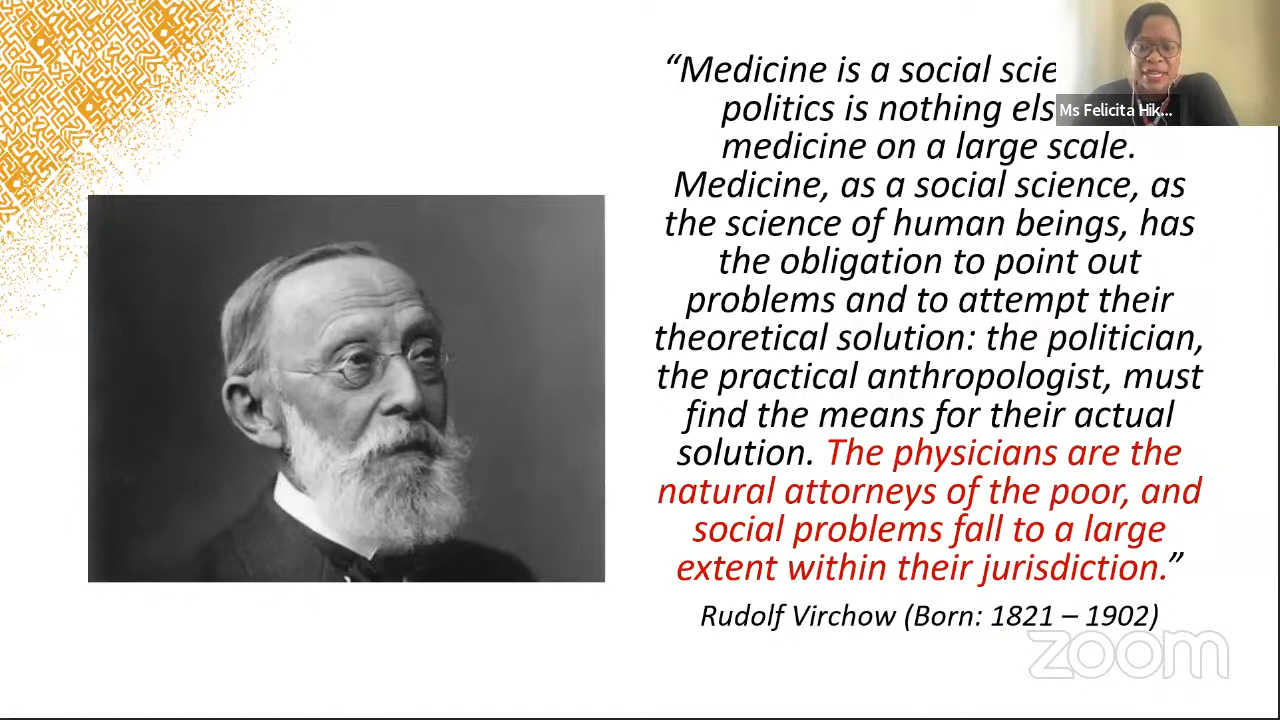 “Medicine is a social scie
politics is nothing els
medicine on a large scale.
Medicine, as a social science, as
the science of human beings, has
the obligation to point out
problems and to attempt their
theoretical solution: the politician,
the practical anthropologist, must
find the means for their actual
solution. The physicians are the
natural attorneys of the poor, and
social problems fall to a large
extent within their jurisdiction.”
Rudolf Virchow (Born: 1821 – 1902)
Ms Felicita Hik...
zoom